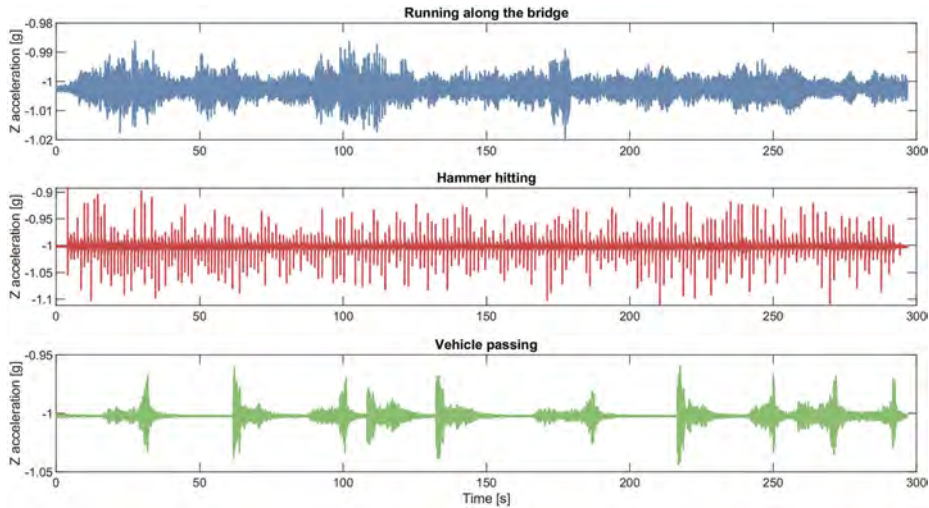 Running along the bridge
Z acceleration [g]
-0.98
-0.99
-1
-1.01
-1.02
0 50 100 150 200 250 300
Hammer hitting
Z acceleration [g]
-0.9
-0.95
-1
-1.05
-1.1
0 50 100 150 200 250 300
Vehicle passing
Z acceleration [g]
-0.95
-1
-1.05
0 50 100 150 200 250 300
Time [s]